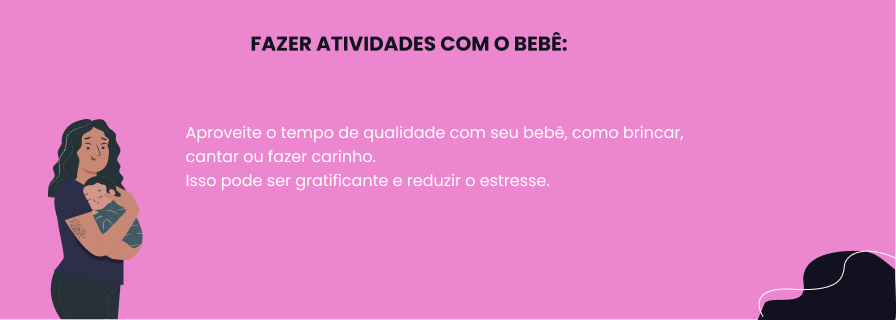 FAZER ATIVIDADES COM O BEBÊ:
Aproveite o tempo de qualidade com seu bebê, como brincar,
cantar ou fazer carinho.
Isso pode ser gratificante e reduzir o estresse.